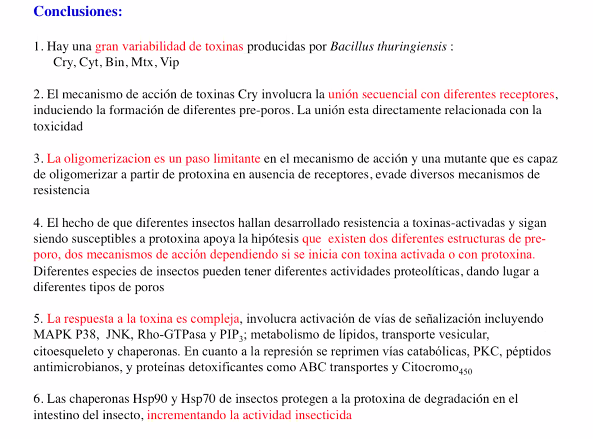 Conclusiones:
1. Hay una gran variabilidad de toxinas producidas por Bacillus thuringiensis :
Cry, Cyt, Bin, Mtx, Vip
2. El mecanismo de acción de toxinas Cry involucra la unión secuencial con diferentes receptores,
induciendo la formación de diferentes pre-poros. La unión esta directamente relacionada con la
toxicidad
3. La oligomerizacion es un paso limitante en el mecanismo de acción y una mutante que es capaz
de oligomerizar a partir de protoxina en ausencia de receptores, evade diversos mecanismos de
resistencia
4. El hecho de que diferentes insectos hallan desarrollado resistencia a toxinas-activadas y sigan
siendo susceptibles a protoxina apoya la hipótesis que existen dos diferentes estructuras de pre-
poro, dos mecanismos de acción dependiendo si se inicia con toxina activada o con protoxina.
Diferentes especies de insectos pueden tener diferentes actividades proteolíticas, dando lugar a
diferentes tipos de poros
5. La respuesta a la toxina es compleja, involucra activación de vías de señalización incluyendo
MAPK P38, JNK, Rho-GTPasa y PIP3; metabolismo de lípidos, transporte vesicular,
citoesqueleto y chaperonas. En cuanto a la represión se reprimen vías catabólicas, PKC, péptidos
antimicrobianos, y proteínas detoxificantes como ABC transportes y Citocromo450
6. Las chaperonas Hsp90 y Hsp70 de insectos protegen a la protoxina de degradación en el
intestino del insecto, incrementando la actividad insecticida